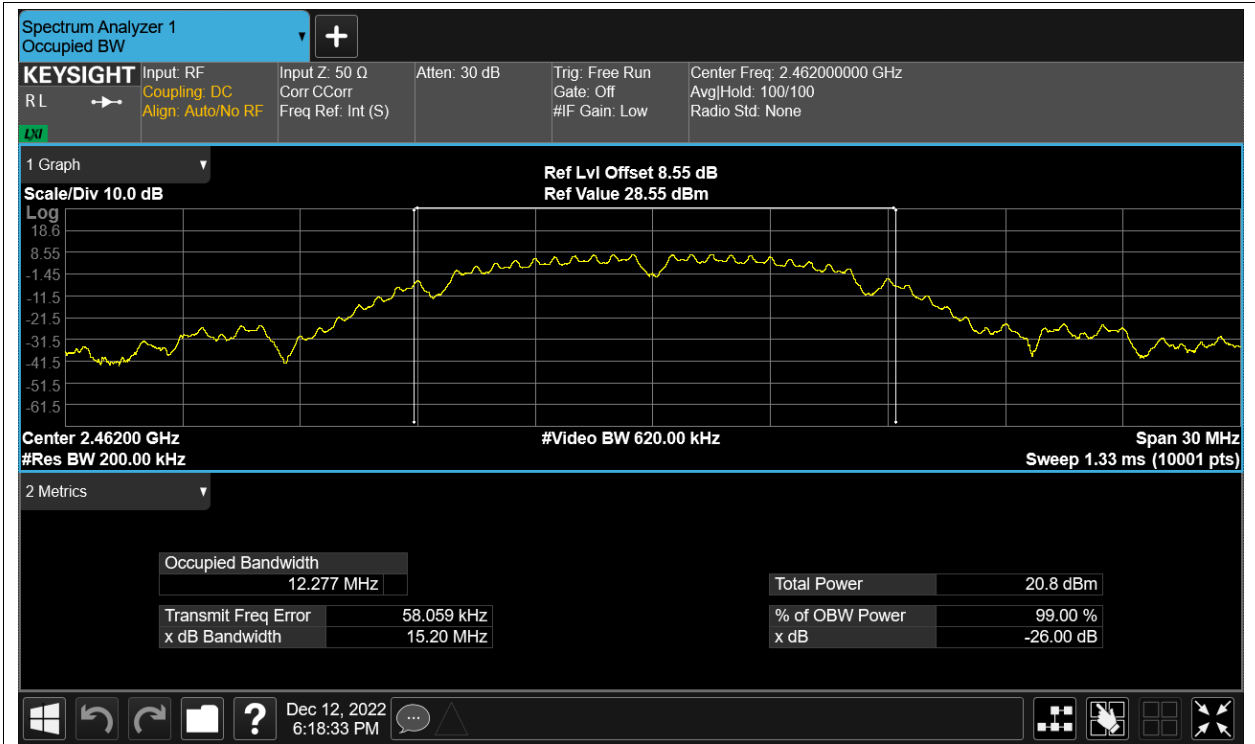 Spectrum Analyzer 1
Occupied BW
KEYSIGHT
R L
LXI
Input: RF
Coupling: DC
Align: Auto/No RF
Input Z: 50 Ω
Corr CCorr
Freq Ref: Int (S)
Atten: 30 dB
Trig: Free Run
Gate: Off
#IF Gain: Low
Center Freq: 2.462000000 GHz
Avg|Hold: 100/100
Radio Std: None
1 Graph
Scale/Div 10.0 dB
Ref Lvl Offset 8.55 dB
Ref Value 28.55 dBm
Log
18.6
8.55
-1.45
-11.5
-21.5
-31.5
-41.5
-51.5
-61.5
Center 2.46200 GHz
#Video BW 620.00 kHz
Span 30 MHz
#Res BW 200.00 kHz
Sweep 1.33 ms (10001 pts)
2 Metrics
Occupied Bandwidth
12.277 MHz
Transmit Freq Error 58.059 kHz
x dB Bandwidth 15.20 MHz
Total Power 20.8 dBm
% of OBW Power 99.00 %
x dB -26.00 dB
?
Dec 12, 2022
6:18:33 PM